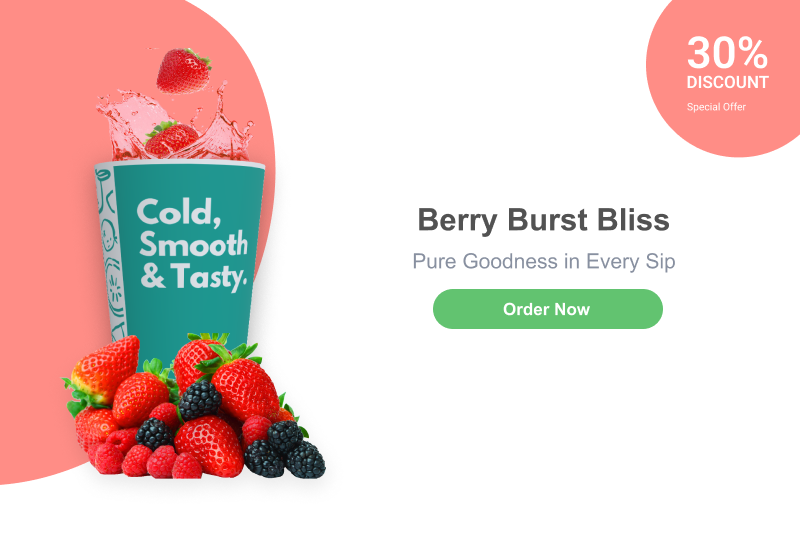 30%
DISCOUNT
Special Offer
Cold,
Smooth
& Tasty.
Berry Burst Bliss
Pure Goodness in Every Sip
Order Now